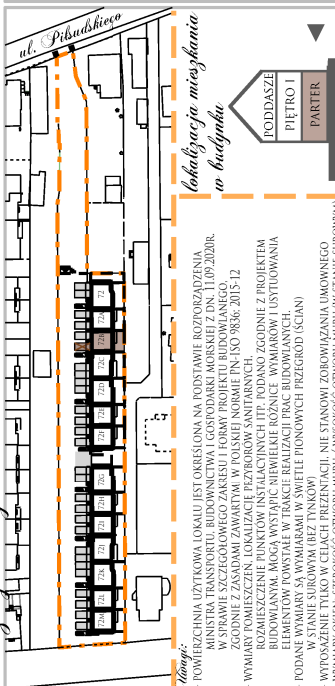 ul. Piłsudskiego
72
72A
72B
72C
72D
72E
72F
72G
72H
72I
72J
72K
72L
72M
lokalizacja mieszkania
w budynku
PODDASZE
PIĘTRO I
PARTER
Uwagi:
POWIERZCHNIA UŻYTKOWA LOKALU JEST OKREŚLONA NA PODSTAWIE ROZPORZĄDZENIA
MINISTRA TRANSPORTU, BUDOWNICTWA I GOSPODARKI MORSKIEJ Z DN. 11.09.2020R.
W SPRAWIE SZCZEGÓŁOWEGO ZAKRESU I FORMY PROJEKTU BUDOWLANEGO,
ZGODNIE Z ZASADAMI ZAWARTYMI W POLSKIEJ NORMIE PN-ISO 9836: 2015-12
WYMIARY POMIESZCZEŃ, LOKALIZACJĘ PRZYBORÓW SANITARNYCH,
ROZMIESZCZENIE PUNKTÓW INSTALACYJNYCH ITP. PODANO ZGODNIE Z PROJEKTEM
BUDOWLANYM. MOGĄ WYSTĄPIĆ NIEWIELKIE RÓŻNICE WYMIARÓW I USYTUOWANIA
ELEMENTÓW POWSTAŁE W TRAKCIE REALIZACJI PRAC BUDOWLANYCH.
PODANE WYMIARY SĄ WYMIARAMI W ŚWIETLE PIONOWYCH PRZEGRÓD (ŚCIAN)
W STANIE SUROWYM (BEZ TYNKÓW)
WYPOSAŻENIE TYLKO W CELACH PREZENTACJI, NIE STANOWI ZOBOWIĄZANIA UMOWNEGO